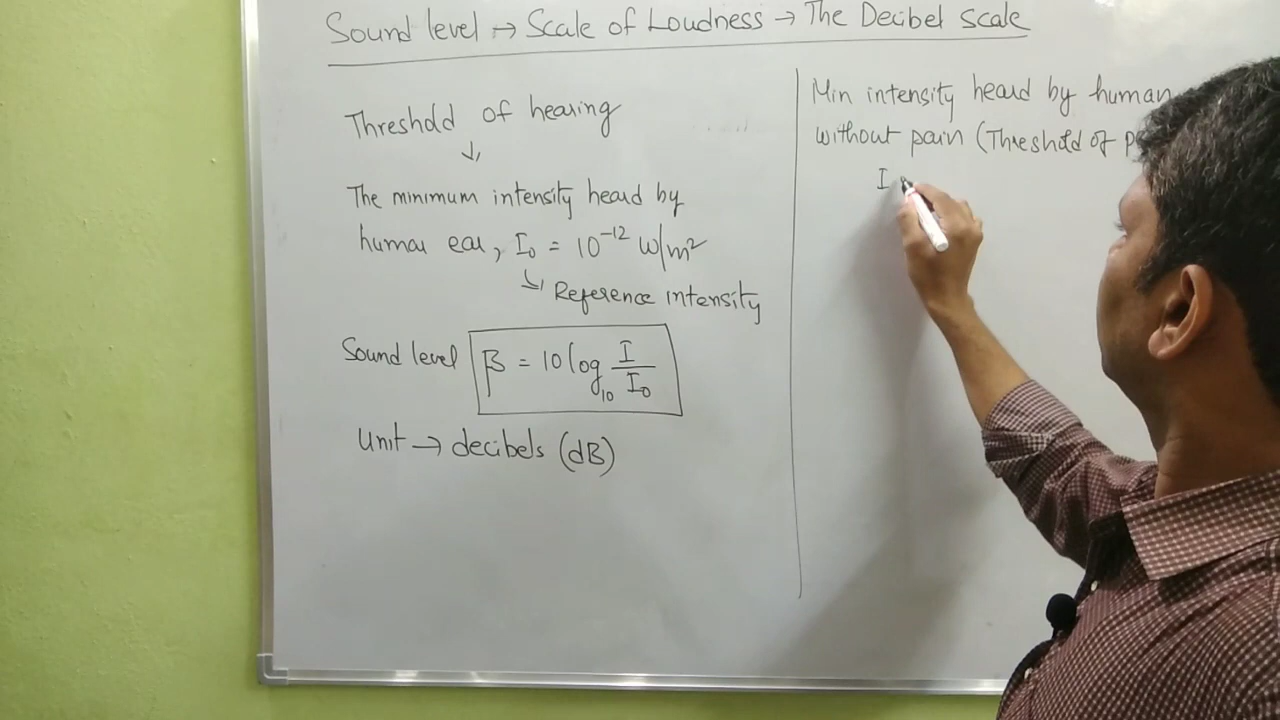 Sound level → Scale of Loudness → The Decibel scale
Threshold of hearing
↓
The minimum intensity heard by
human ear, I₀ = 10⁻¹² W/m²
↳ Reference intensity
Sound level β = 10 log₁₀ I/I₀
Unit → decibels (dB)
Min intensity heard by human
without pain (Threshold of
I